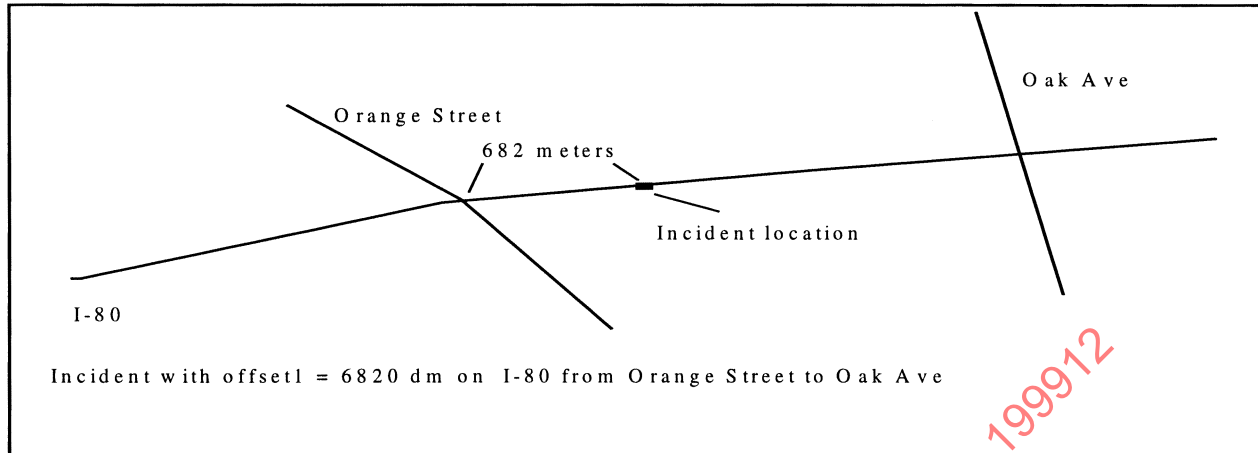 Oak Ave
Orange Street
682 meters
Incident location
I-80
Incident with offset1 = 6820 dm on I-80 from Orange Street to Oak Ave
199912